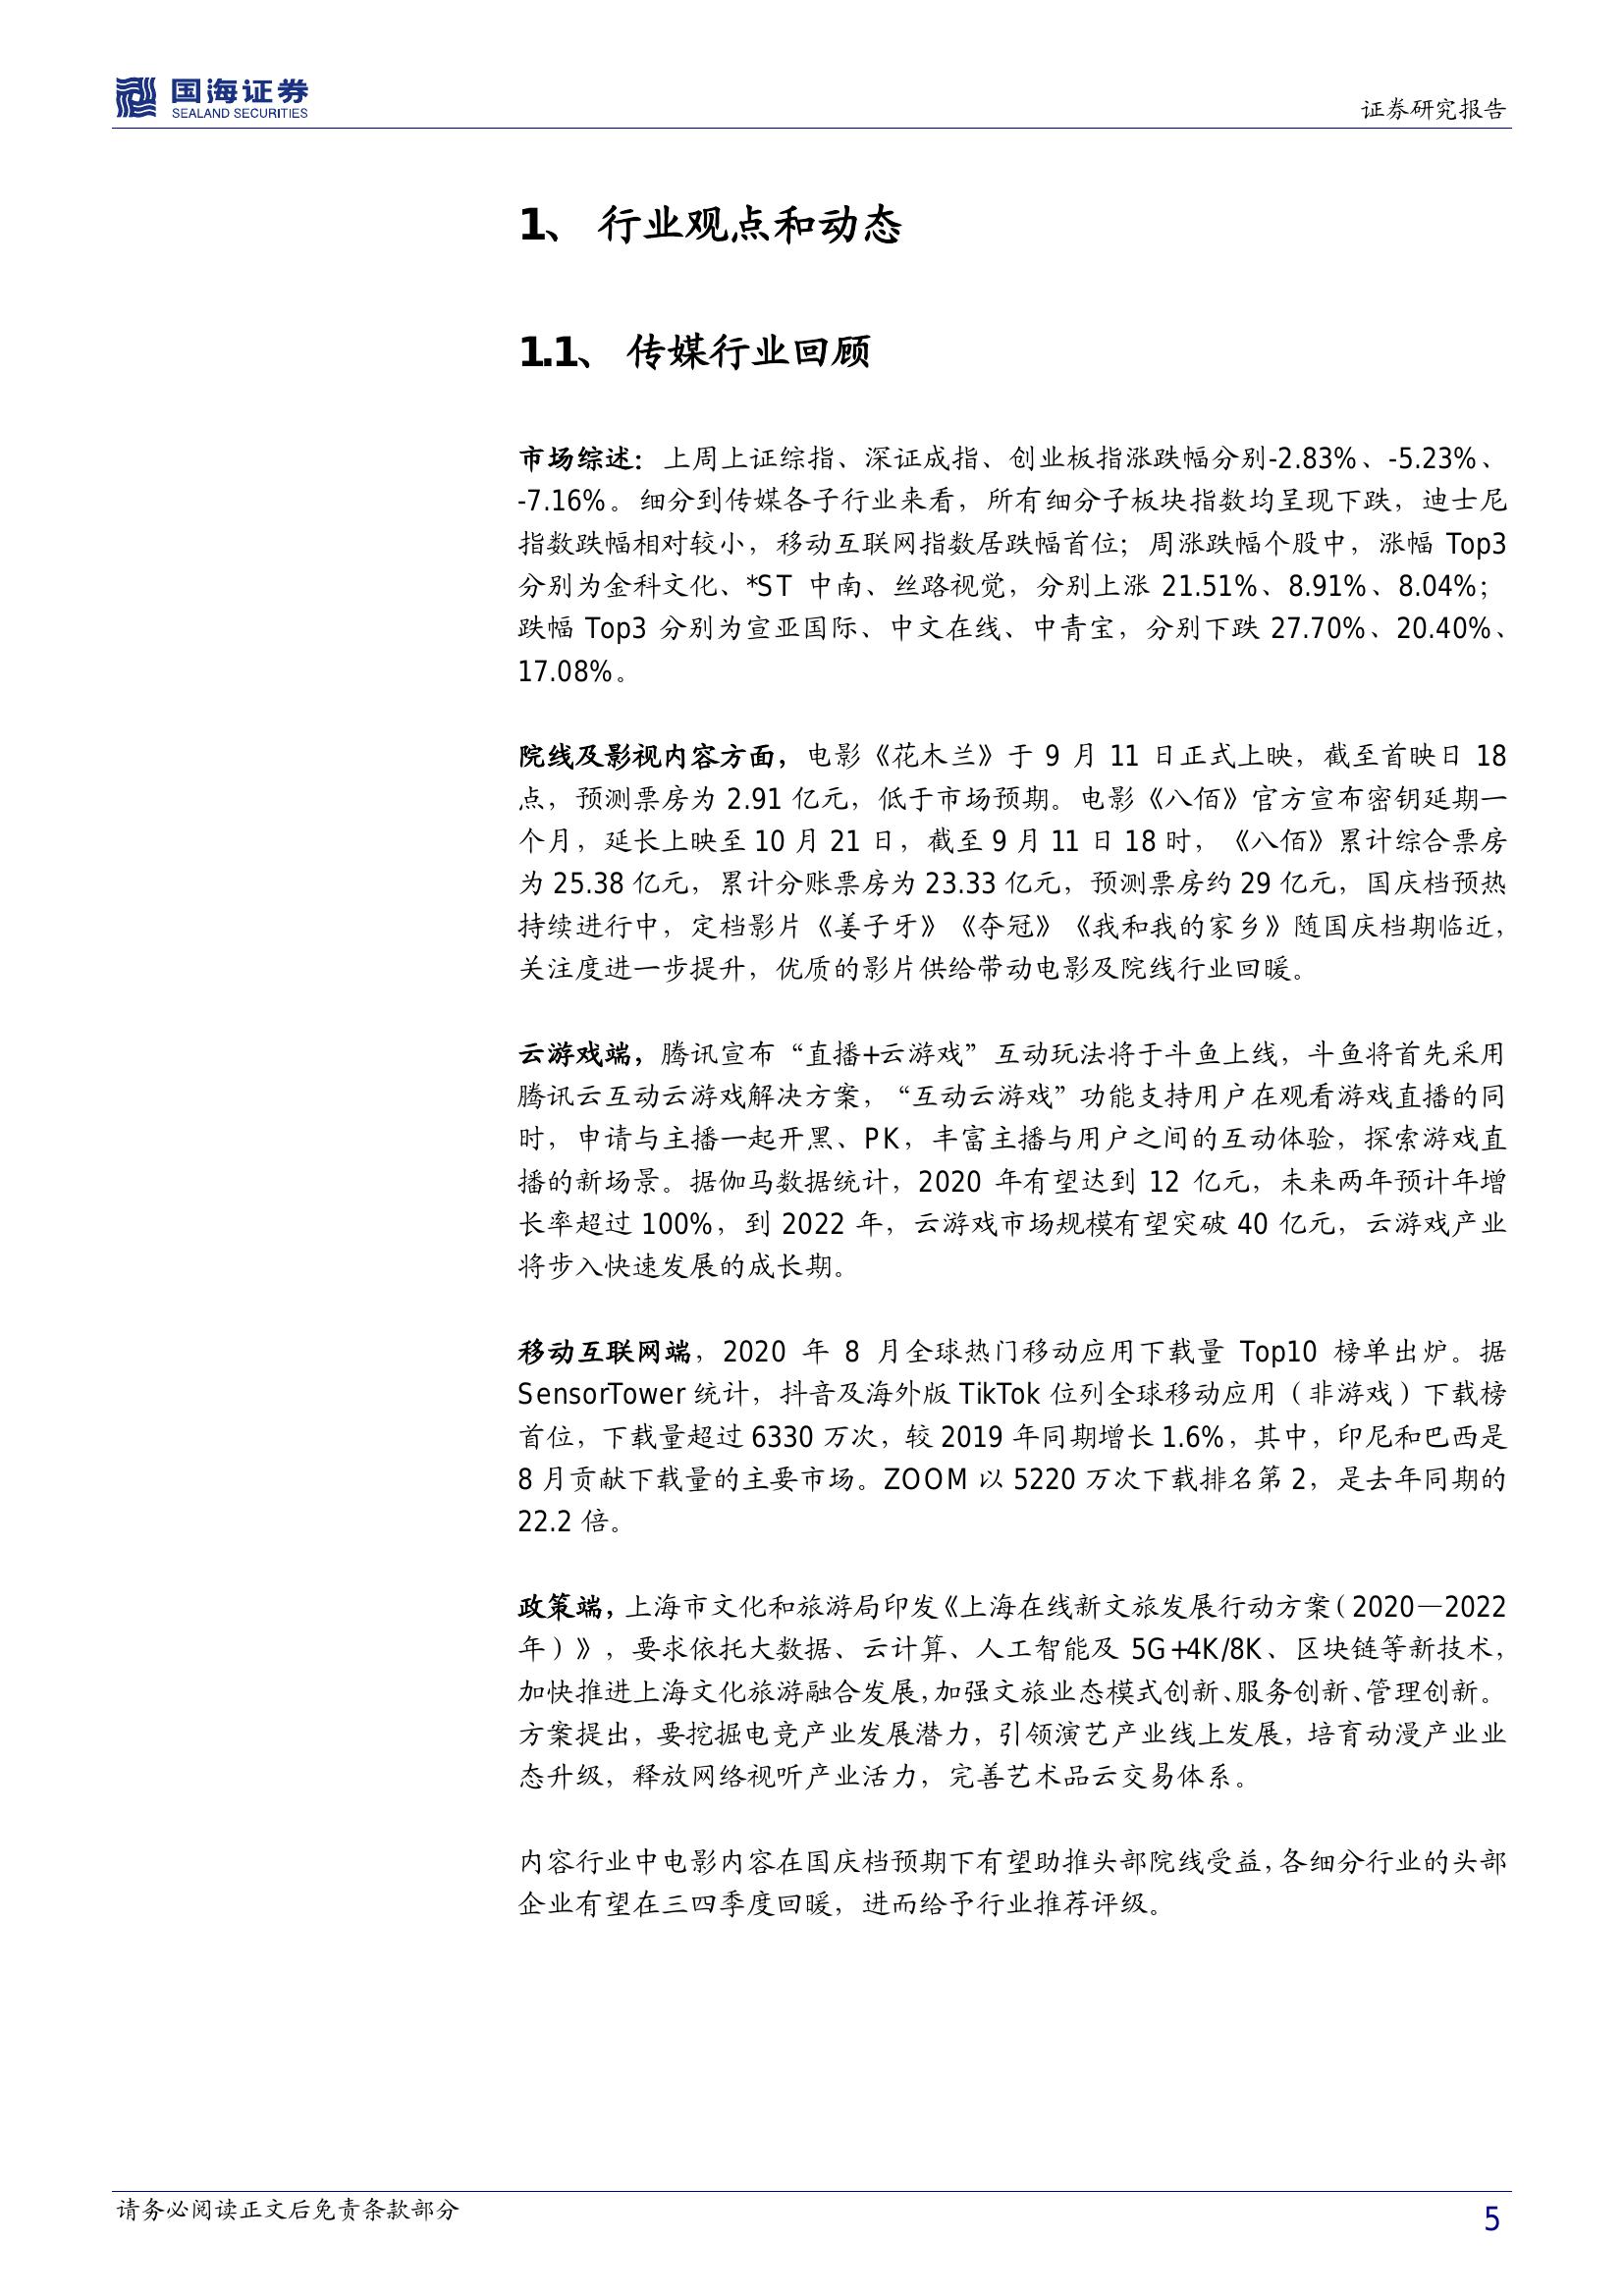 国海证券
SEALAND SECURITIES
证券研究报告
1、 行业观点和动态
1.1、 传媒行业回顾
市场综述：上周上证综指、深证成指、创业板指涨跌幅分别-2.83%、-5.23%、
-7.16%。细分到传媒各子行业来看，所有细分子板块指数均呈现下跌，迪士尼
指数跌幅相对较小，移动互联网指数居跌幅首位；周涨跌幅个股中，涨幅 Top3
分别为金科文化、*ST 中南、丝路视觉，分别上涨 21.51%、8.91%、8.04%；
跌幅 Top3 分别为宣亚国际、中文在线、中青宝，分别下跌 27.70%、20.40%、
17.08%。
院线及影视内容方面，电影《花木兰》于 9 月 11 日正式上映，截至首映日 18
点，预测票房为 2.91 亿元，低于市场预期。电影《八佰》官方宣布密钥延期一
个月，延长上映至 10 月 21 日，截至 9 月 11 日 18 时，《八佰》累计综合票房
为 25.38 亿元，累计分账票房为 23.33 亿元，预测票房约 29 亿元，国庆档预热
持续进行中，定档影片《姜子牙》《夺冠》《我和我的家乡》随国庆档期临近，
关注度进一步提升，优质的影片供给带动电影及院线行业回暖。
云游戏端，腾讯宣布“直播+云游戏”互动玩法将于斗鱼上线，斗鱼将首先采用
腾讯云互动云游戏解决方案，“互动云游戏”功能支持用户在观看游戏直播的同
时，申请与主播一起开黑、PK，丰富主播与用户之间的互动体验，探索游戏直
播的新场景。据伽马数据统计，2020 年有望达到 12 亿元，未来两年预计年增
长率超过 100%，到 2022 年，云游戏市场规模有望突破 40 亿元，云游戏产业
将步入快速发展的成长期。
移动互联网端，2020 年 8 月全球热门移动应用下载量 Top10 榜单出炉。据
SensorTower 统计，抖音及海外版 TikTok 位列全球移动应用（非游戏）下载榜
首位，下载量超过 6330 万次，较 2019 年同期增长 1.6%，其中，印尼和巴西是
8 月贡献下载量的主要市场。ZOOM 以 5220 万次下载排名第 2，是去年同期的
22.2 倍。
政策端，上海市文化和旅游局印发《上海在线新文旅发展行动方案（2020—2022
年）》，要求依托大数据、云计算、人工智能及 5G+4K/8K、区块链等新技术，
加快推进上海文化旅游融合发展，加强文旅业态模式创新、服务创新、管理创新。
方案提出，要挖掘电竞产业发展潜力，引领演艺产业线上发展，培育动漫产业业
态升级，释放网络视听产业活力，完善艺术品云交易体系。
内容行业中电影内容在国庆档预期下有望助推头部院线受益，各细分行业的头部
企业有望在三四季度回暖，进而给予行业推荐评级。
请务必阅读正文后免责条款部分
5